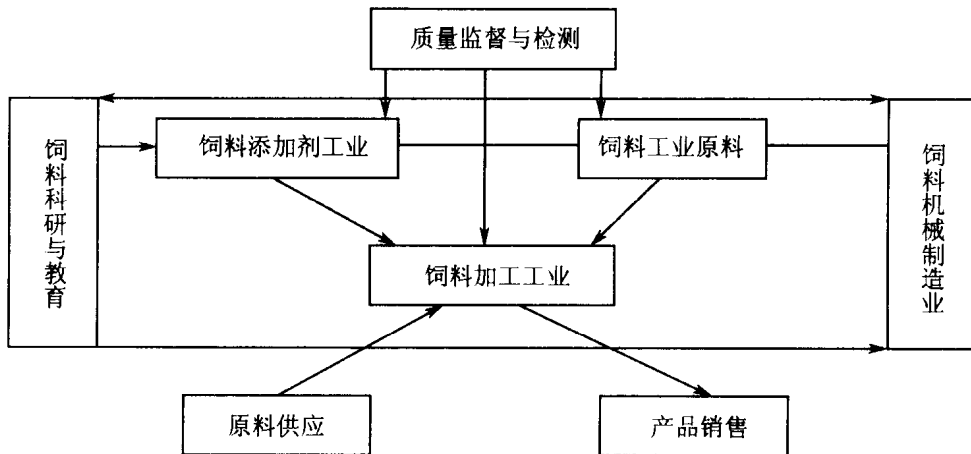 质量监督与检测
饲料科研与教育
饲料添加剂工业
饲料工业原料
饲料机械制造业
饲料加工工业
原料供应
产品销售